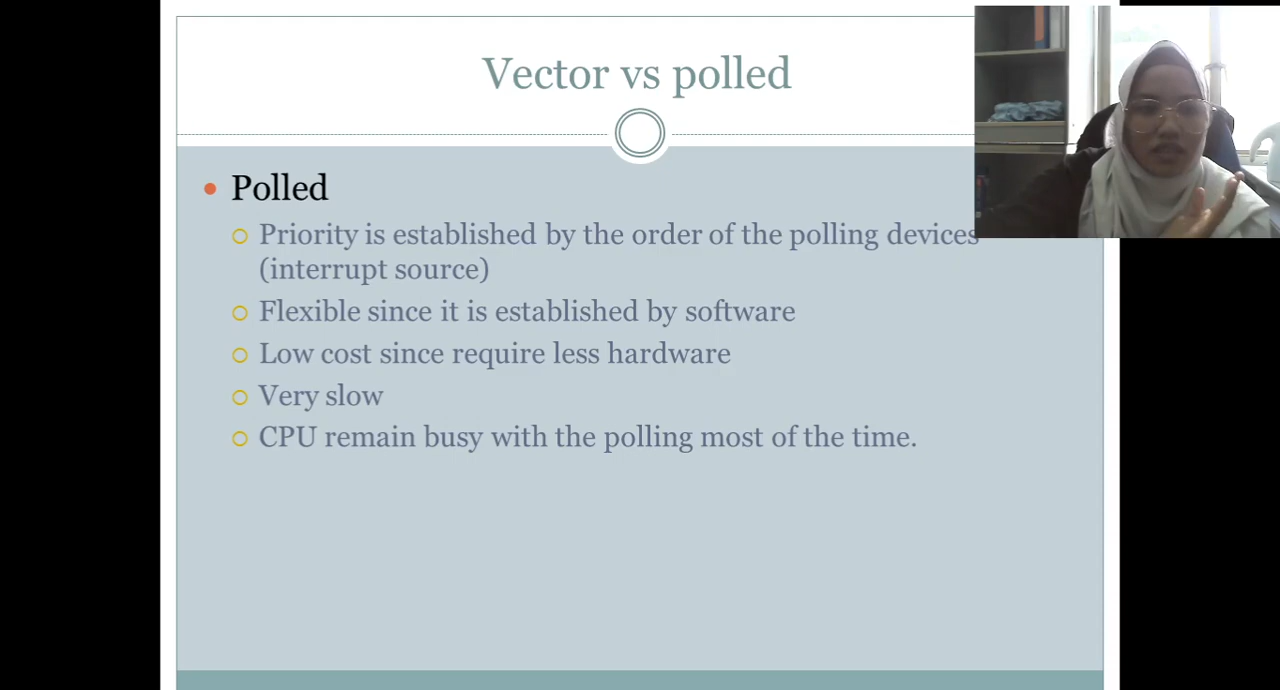 Vector vs polled
Polled
Priority is established by the order of the polling devices
(interrupt source)
Flexible since it is established by software
Low cost since require less hardware
Very slow
CPU remain busy with the polling most of the time.